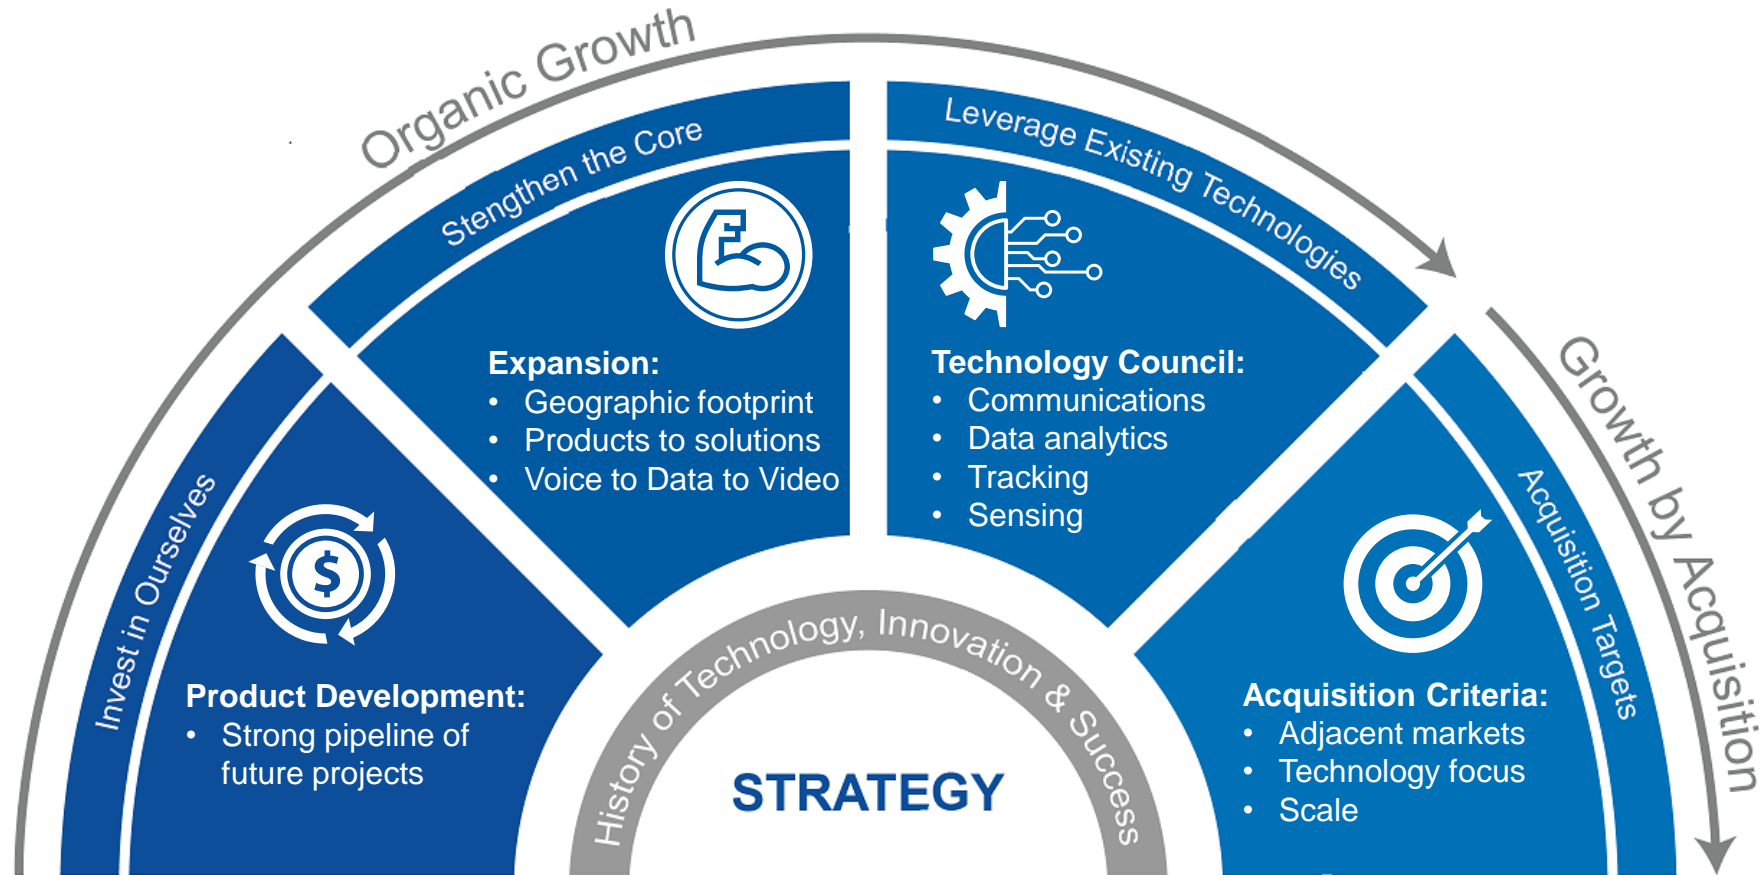 Organic Growth
Growth by Acquisition
Invest in Ourselves
Product Development:
• Strong pipeline of
future projects
Stengthen the Core
Expansion:
• Geographic footprint
• Products to solutions
• Voice to Data to Video
Leverage Existing Technologies
Technology Council:
• Communications
• Data analytics
• Tracking
• Sensing
Acquisition Targets
Acquisition Criteria:
• Adjacent markets
• Technology focus
• Scale
History of Technology, Innovation & Success
STRATEGY
$